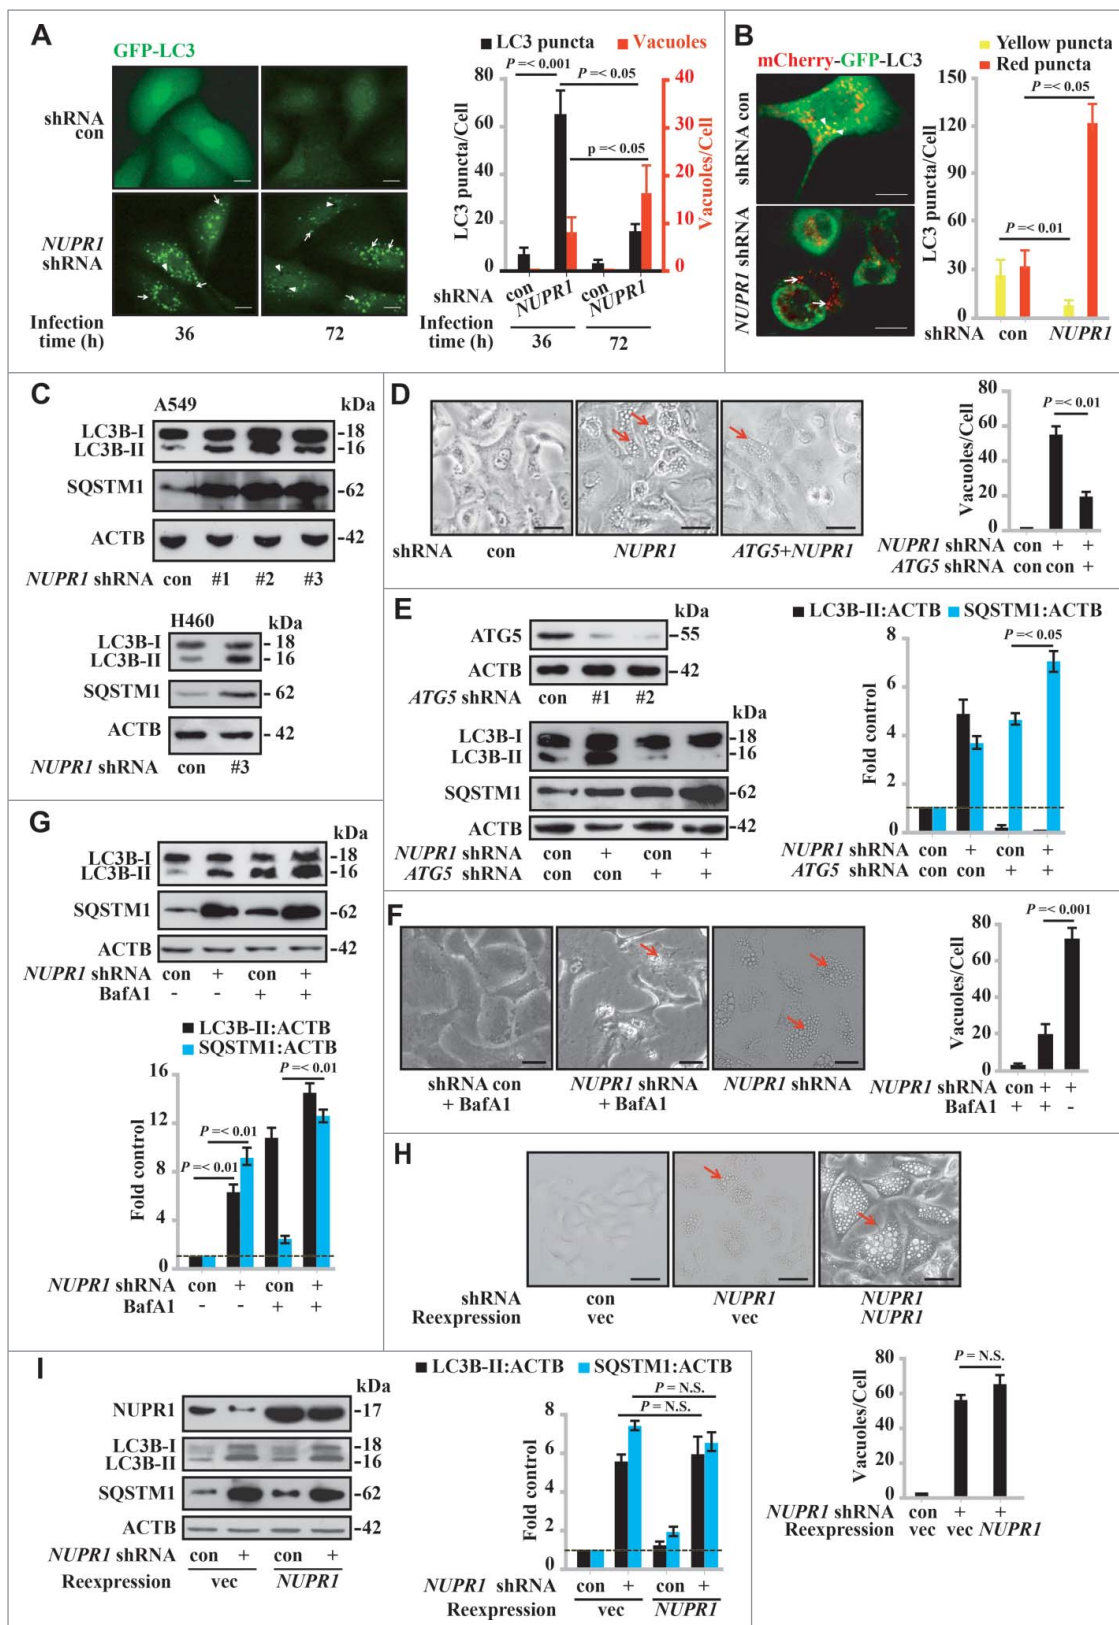 A
GFP-LC3
shRNA con
NUPR1 shRNA
Infection time (h)
36
72
LC3 puncta
Vacuoles
P =< 0.001
P =< 0.05
p =< 0.05
LC3 puncta/Cell
80
60
40
20
0
Vacuoles/Cell
40
30
20
10
0
shRNA
con
NUPR1
con
NUPR1
Infection time (h)
36
72
B
mCherry-GFP-LC3
shRNA con
NUPR1 shRNA
Yellow puncta
Red puncta
P =< 0.05
P =< 0.01
LC3 puncta/Cell
150
120
90
60
30
0
shRNA
con
NUPR1
C
A549
kDa
LC3B-I
-18
LC3B-II
-16
SQSTM1
-62
ACTB
-42
NUPR1 shRNA con #1 #2 #3
H460
kDa
LC3B-I
- 18
LC3B-II
- 16
SQSTM1
- 62
ACTB
- 42
NUPR1 shRNA con #3
D
shRNA con NUPR1 ATG5+NUPR1
Vacuoles/Cell
80
60
40
20
0
P =< 0.01
NUPR1 shRNA con + +
ATG5 shRNA con con +
E
kDa
ATG5
-55
ACTB
-42
ATG5 shRNA con #1 #2
kDa
LC3B-I
-18
LC3B-II
-16
SQSTM1
-62
ACTB
-42
NUPR1 shRNA con + con +
ATG5 shRNA con con + +
LC3B-II:ACTB
SQSTM1:ACTB
P =< 0.05
Fold control
8
6
4
2
0
NUPR1 shRNA con + con +
ATG5 shRNA con con + +
F
shRNA con + BafA1
NUPR1 shRNA + BafA1
NUPR1 shRNA
P =< 0.001
Vacuoles/Cell
80
60
40
20
0
NUPR1 shRNA con + +
BafA1 + + -
G
kDa
LC3B-I
-18
LC3B-II
-16
SQSTM1
-62
ACTB
-42
NUPR1 shRNA con + con +
BafA1 - - + +
LC3B-II:ACTB
SQSTM1:ACTB
P =< 0.01
P =< 0.01
P =< 0.01
Fold control
16
12
8
4
0
NUPR1 shRNA con + con +
BafA1 - - + +
H
shRNA con NUPR1 NUPR1
Reexpression vec vec NUPR1
P = N.S.
Vacuoles/Cell
80
60
40
20
0
NUPR1 shRNA con + +
Reexpression vec vec NUPR1
I
kDa
NUPR1
-17
LC3B-I
-18
LC3B-II
-16
SQSTM1
-62
ACTB
-42
NUPR1 shRNA con + con +
Reexpression vec NUPR1
LC3B-II:ACTB
SQSTM1:ACTB
P = N.S.
P = N.S.
Fold control
8
6
4
2
0
NUPR1 shRNA con + con +
Reexpression vec NUPR1